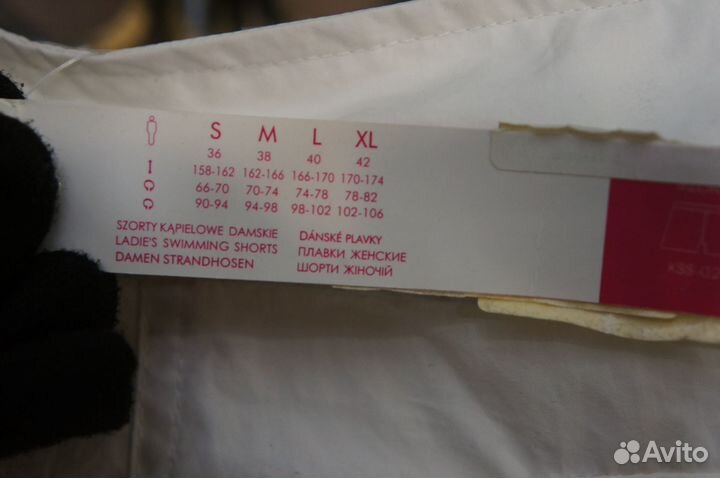 S M L XL
36 38 40 42
158-162 162-166 166-170 170-174
66-70 70-74 74-78 78-82
90-94 94-98 98-102 102-106
SZORTY KĄPIELOWE DAMSKIE
LADIE'S SWIMMING SHORTS
DAMEN STRANDHOSEN
DÁNSKÉ PLAVKY
ПЛАВКИ ЖЕНСКИЕ
ШОРТИ ЖІНОЧІЙ
Avito